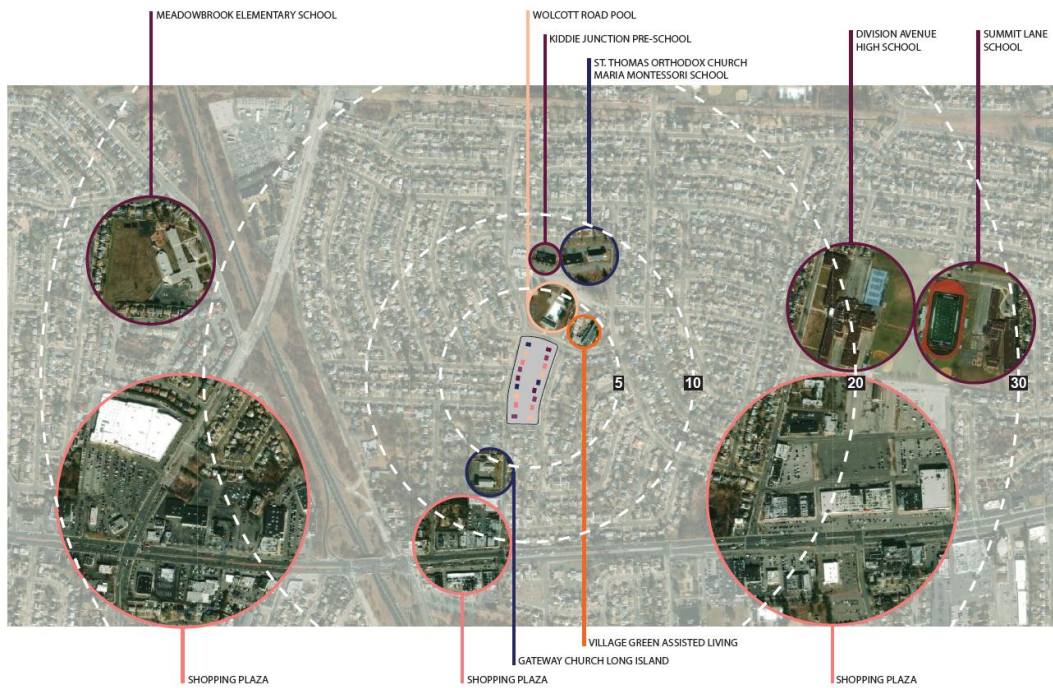 MEADOWBROOK ELEMENTARY SCHOOL
WOLCOTT ROAD POOL
KIDDIE JUNCTION PRE-SCHOOL
ST. THOMAS ORTHODOX CHURCH
MARIA MONTESSORI SCHOOL
DIVISION AVENUE
HIGH SCHOOL
SUMMIT LANE
SCHOOL
5
10
20
30
VILLAGE GREEN ASSISTED LIVING
GATEWAY CHURCH LONG ISLAND
SHOPPING PLAZA
SHOPPING PLAZA
SHOPPING PLAZA